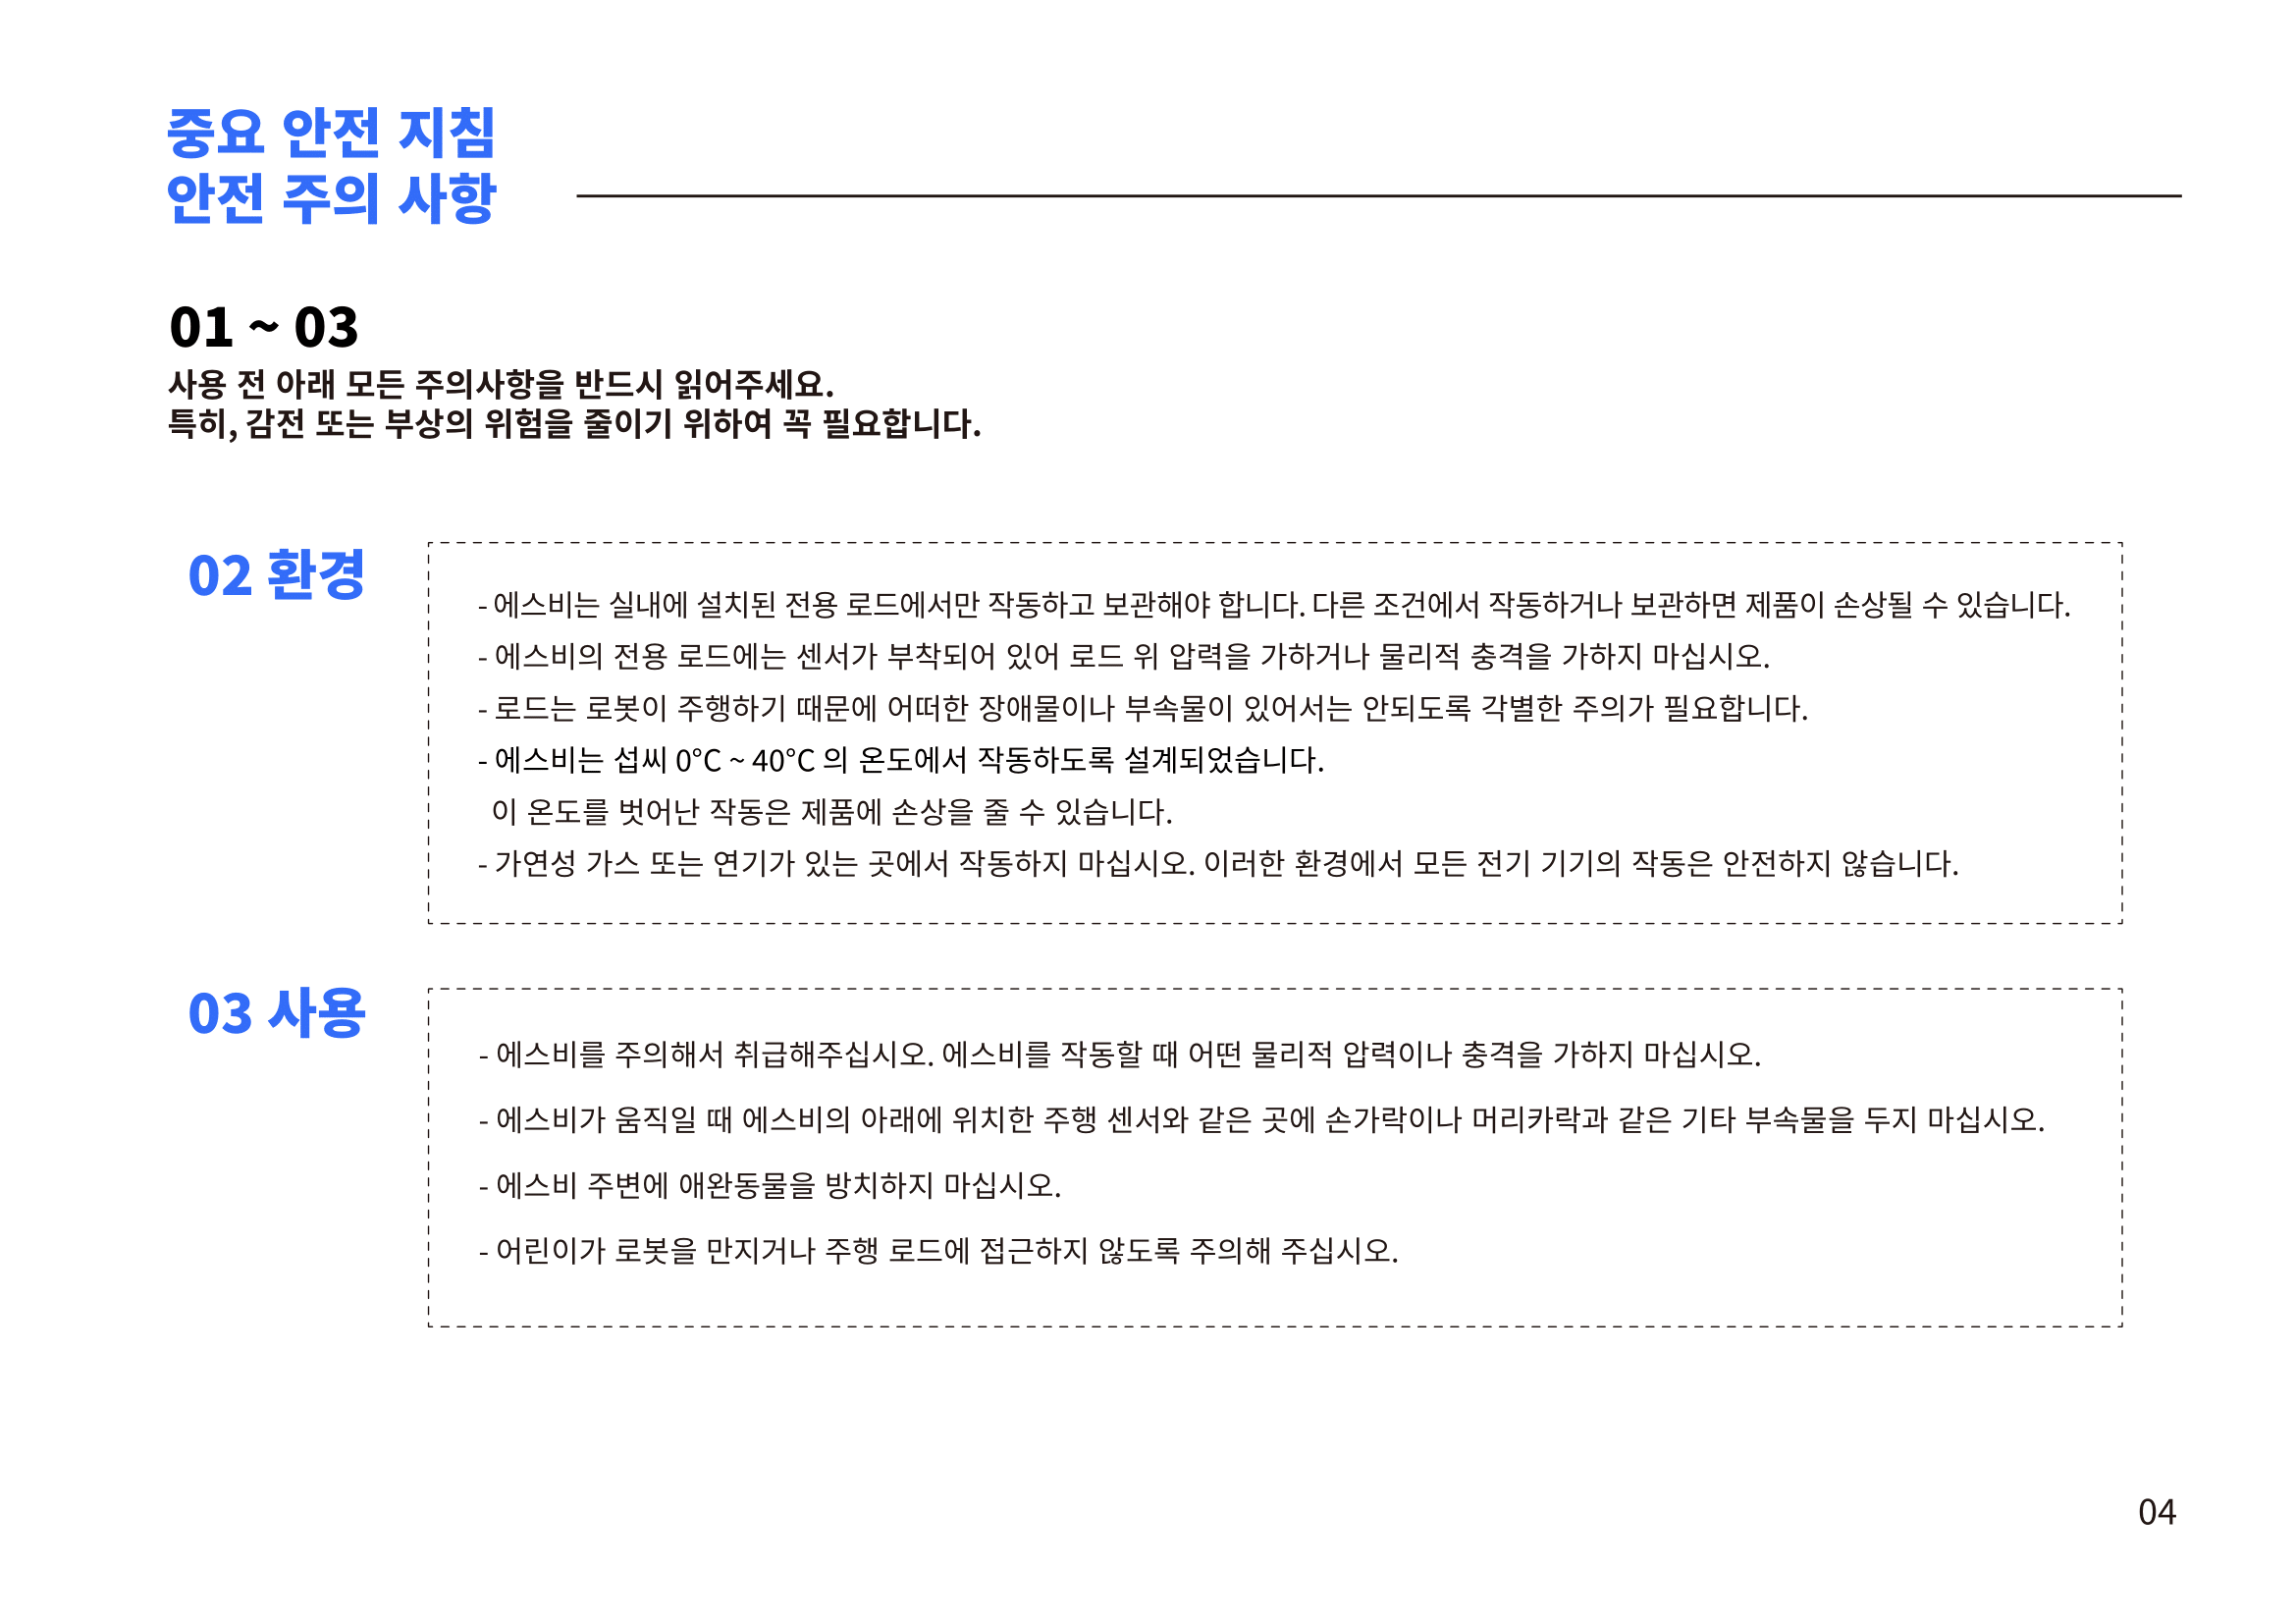 중요 안전 지침
안전 주의 사항
01 ~ 03
사용 전 아래 모든 주의사항을 반드시 읽어주세요.
특히, 감전 또는 부상의 위험을 줄이기 위하여 꼭 필요합니다.
02 환경
- 에스비는 실내에 설치된 전용 로드에서만 작동하고 보관해야 합니다. 다른 조건에서 작동하거나 보관하면 제품이 손상될 수 있습니다.
- 에스비의 전용 로드에는 센서가 부착되어 있어 로드 위 압력을 가하거나 물리적 충격을 가하지 마십시오.
- 로드는 로봇이 주행하기 때문에 어떠한 장애물이나 부속물이 있어서는 안되도록 각별한 주의가 필요합니다.
- 에스비는 섭씨 0°C ~ 40°C 의 온도에서 작동하도록 설계되었습니다.
이 온도를 벗어난 작동은 제품에 손상을 줄 수 있습니다.
- 가연성 가스 또는 연기가 있는 곳에서 작동하지 마십시오. 이러한 환경에서 모든 전기 기기의 작동은 안전하지 않습니다.
03 사용
- 에스비를 주의해서 취급해주십시오. 에스비를 작동할 때 어떤 물리적 압력이나 충격을 가하지 마십시오.
- 에스비가 움직일 때 에스비의 아래에 위치한 주행 센서와 같은 곳에 손가락이나 머리카락과 같은 기타 부속물을 두지 마십시오.
- 에스비 주변에 애완동물을 방치하지 마십시오.
- 어린이가 로봇을 만지거나 주행 로드에 접근하지 않도록 주의해 주십시오.
04